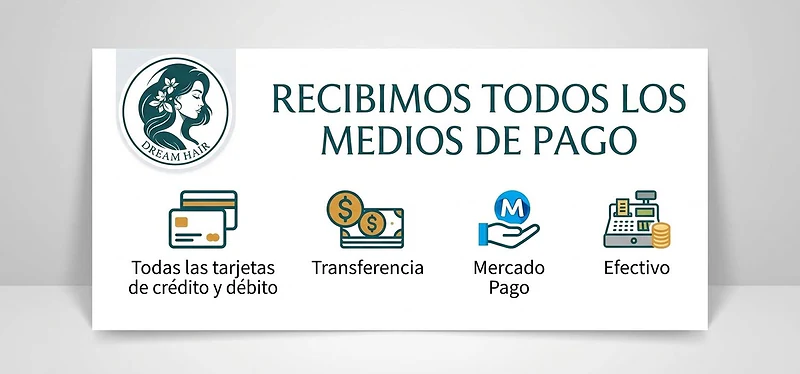 DREAM HAIR
RECIBIMOS TODOS LOS
MEDIOS DE PAGO
$
$
M
Todas las tarjetas
de crédito y débito
Transferencia
Mercado
Pago
Efectivo